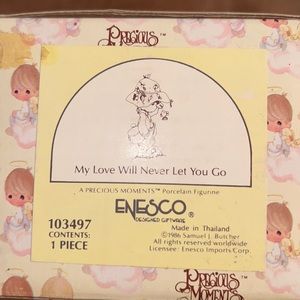 PRECIOUS
My Love Will Never Let You Go
A PRECIOUS MOMENTS™ Porcelain Figurine
ENESCO®
DESIGNED GIFTWARE
103497
CONTENTS:
1 PIECE
Made in Thailand
©1986 Samuel J. Butcher
All rights reserved worldwide
Licensee: Enesco Imports Corp.
PRECIOUS
MOMENTS